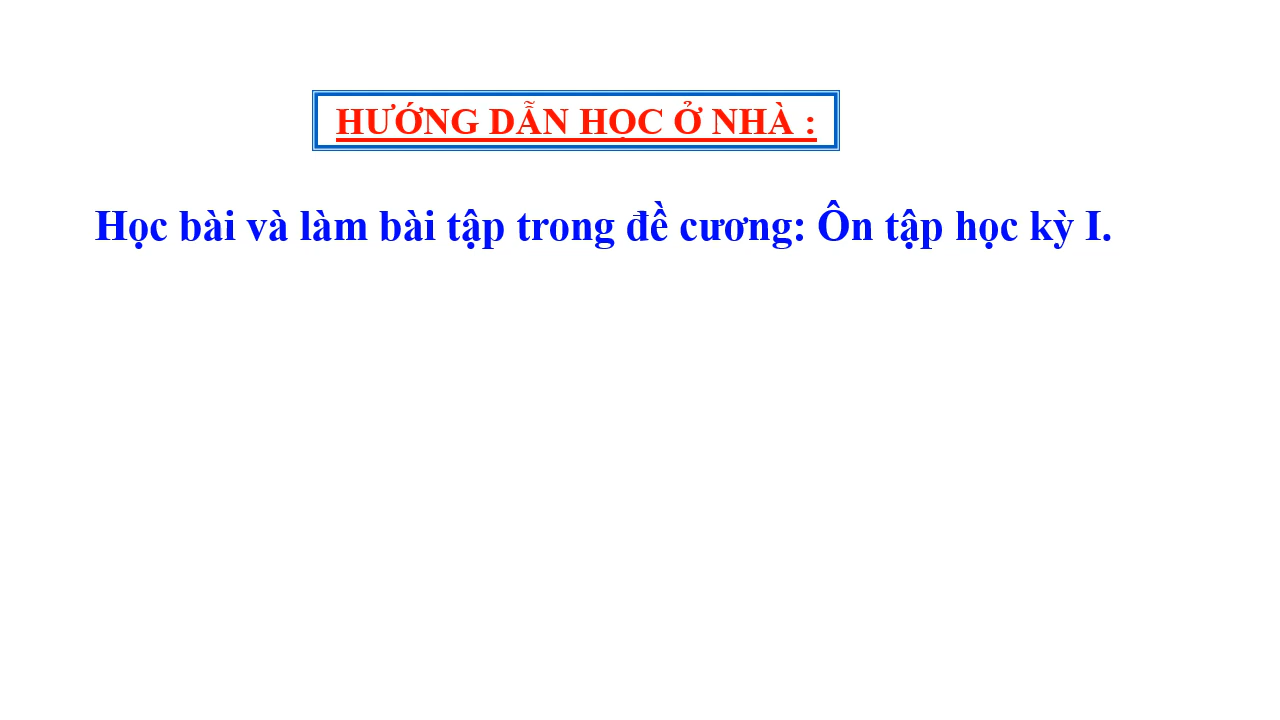 HƯỚNG DẪN HỌC Ở NHÀ :
Học bài và làm bài tập trong đề cương: Ôn tập học kỳ I.